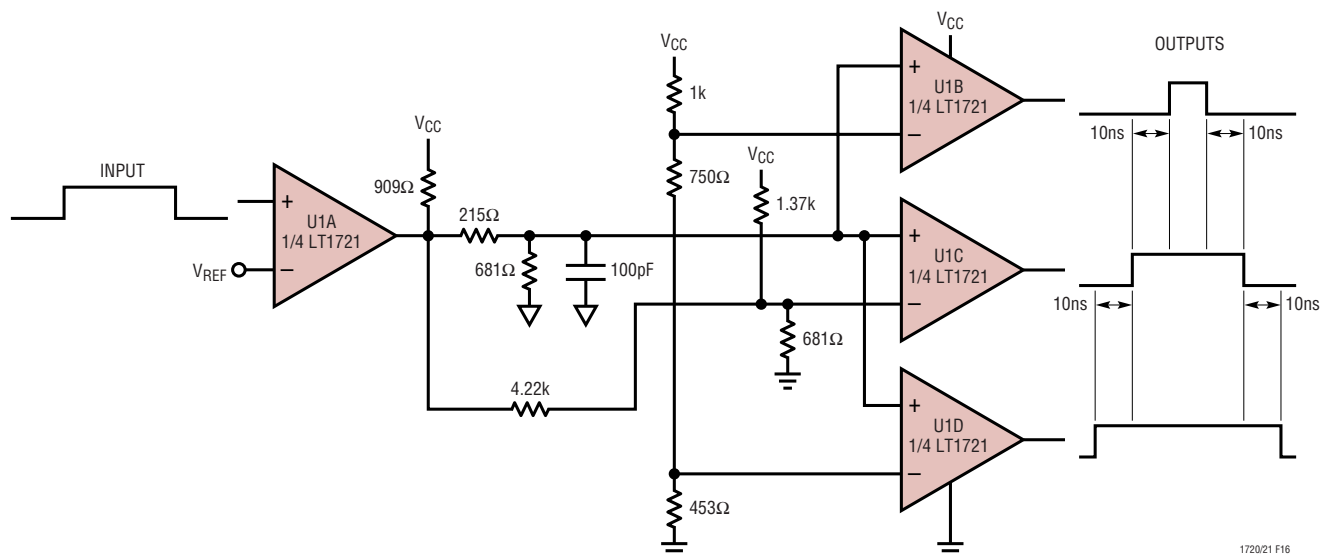 VCC
VCC
OUTPUTS
U1B
1/4 LT1721
+
−
1k
10ns
10ns
VCC
VCC
INPUT
909Ω
750Ω
1.37k
U1A
1/4 LT1721
+
−
215Ω
U1C
1/4 LT1721
+
−
VREF
681Ω
100pF
10ns
10ns
681Ω
4.22k
U1D
1/4 LT1721
+
−
453Ω
1720/21 F16